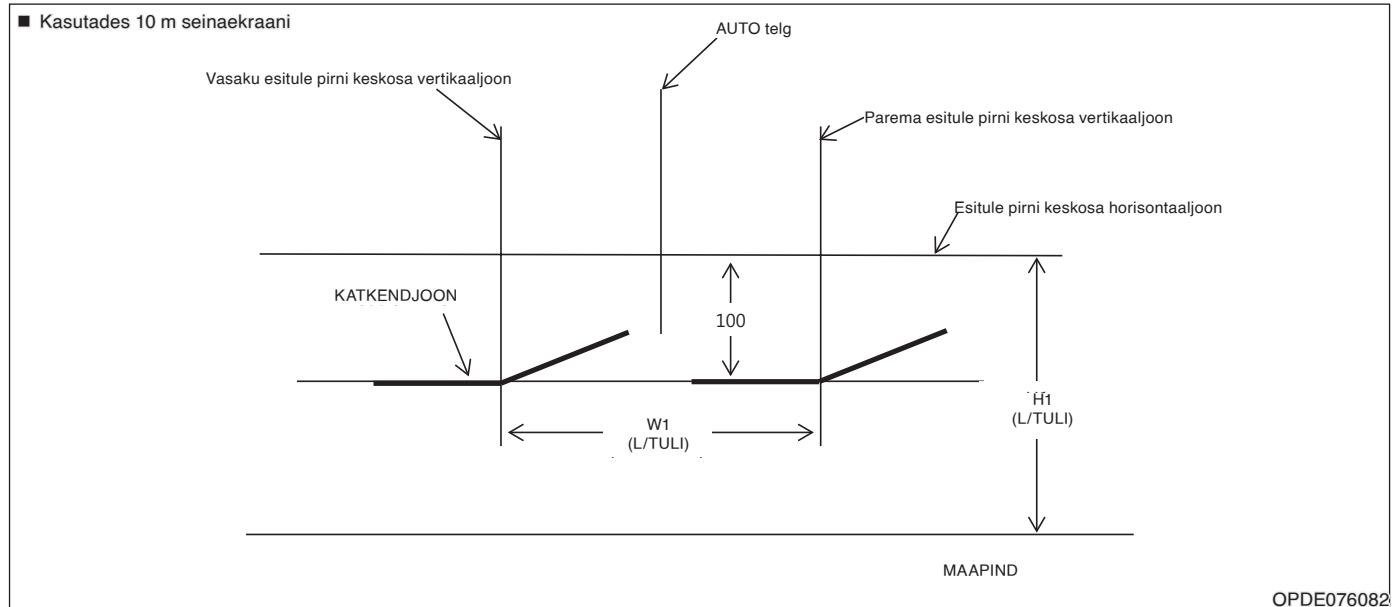 ■ Kasutades 10 m seinaekraani
AUTO telg
Vasaku esitule pirni keskosa vertikaaljoon
Parema esitule pirni keskosa vertikaaljoon
Esitule pirni keskosa horisontaaljoon
KATKENDJOON
100
H1
(L/TULI)
W1
(L/TULI)
MAAPIND
OPDE076082